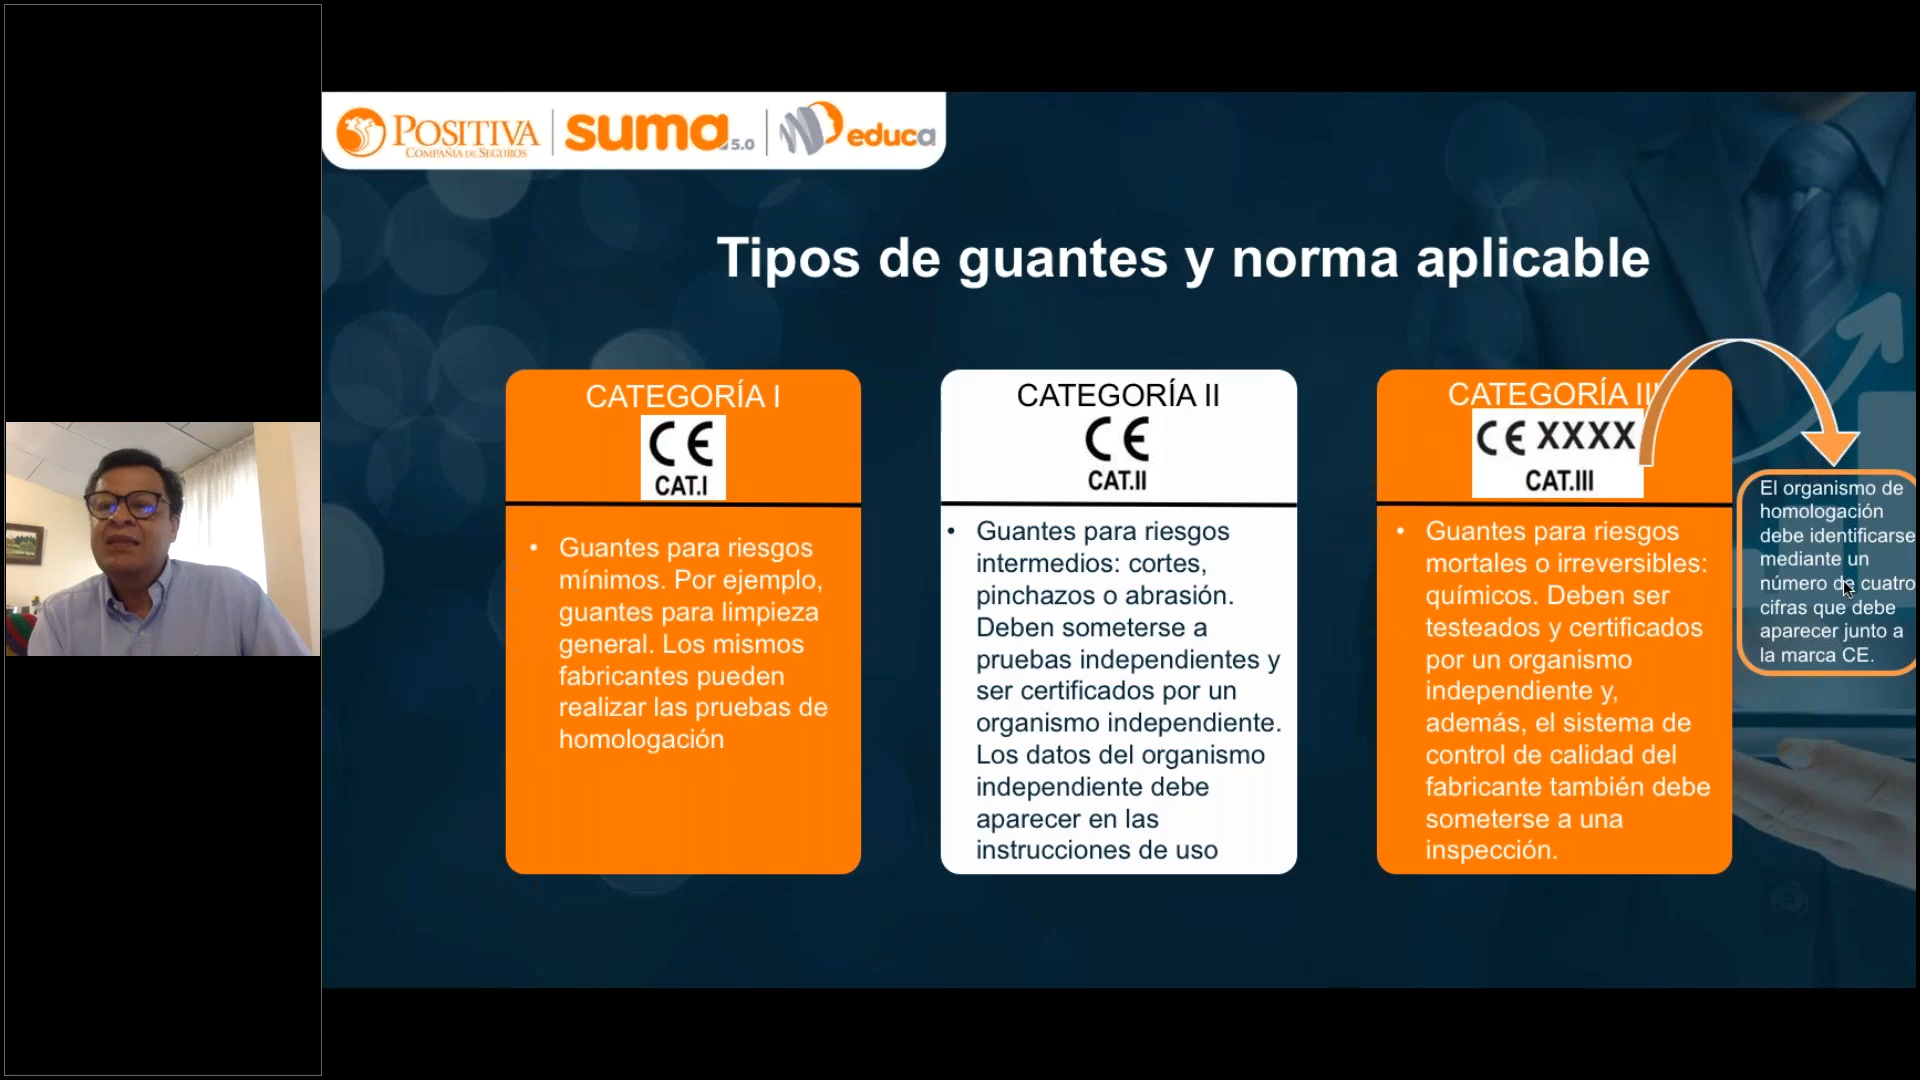 POSITIVA
COMPAÑÍA DE SEGUROS
suma 5.0
educa
Tipos de guantes y norma aplicable
CATEGORÍA I
CE
CAT.I
• Guantes para riesgos
mínimos. Por ejemplo,
guantes para limpieza
general. Los mismos
fabricantes pueden
realizar las pruebas de
homologación
CATEGORÍA II
CE
CAT.II
• Guantes para riesgos
intermedios: cortes,
pinchazos o abrasión.
Deben someterse a
pruebas independientes y
ser certificados por un
organismo independiente.
Los datos del organismo
independiente debe
aparecer en las
instrucciones de uso
CATEGORÍA III
CE XXXX
CAT.III
• Guantes para riesgos
mortales o irreversibles:
químicos. Deben ser
testeados y certificados
por un organismo
independiente y,
además, el sistema de
control de calidad del
fabricante también debe
someterse a una
inspección.
El organismo de
homologación
debe identificarse
mediante un
número de cuatro
cifras que debe
aparecer junto a
la marca CE.